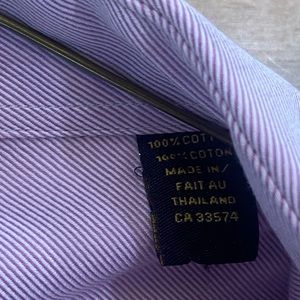 100% COTT
100% COTON
MADE IN/
FAIT AU
THAILAND
CA 33574